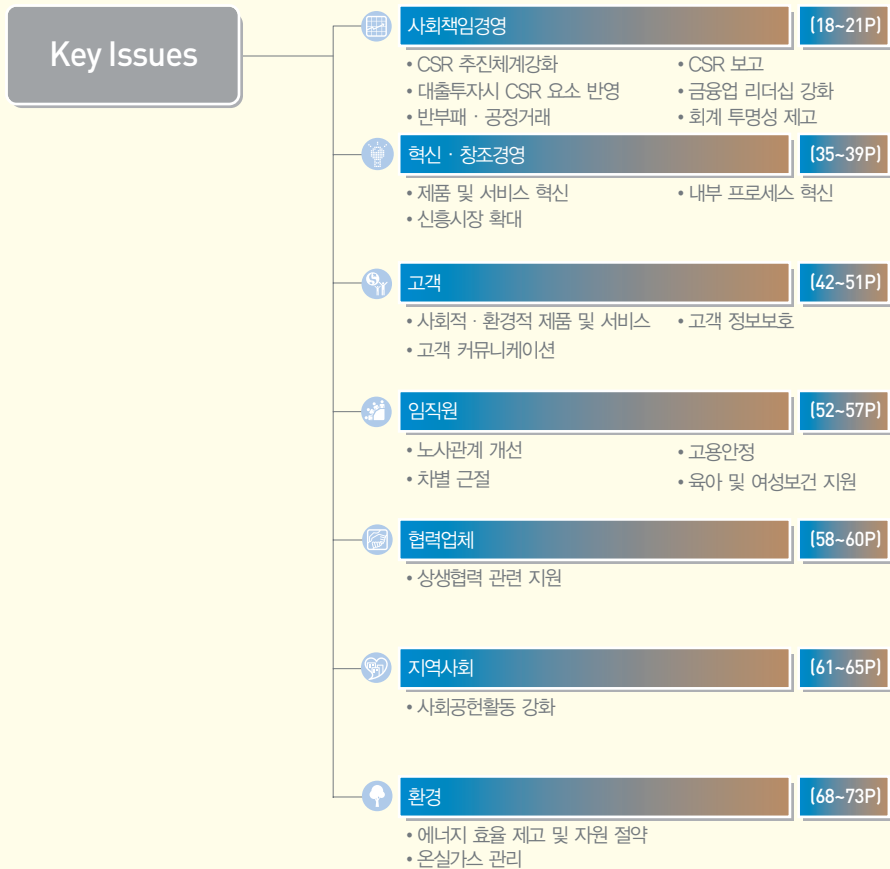 Key Issues
사회책임경영 (18~21P)
• CSR 추진체계강화 • CSR 보고
• 대출투자시 CSR 요소 반영 • 금융업 리더십 강화
• 반부패 · 공정거래 • 회계 투명성 제고
혁신 · 창조경영 (35~39P)
• 제품 및 서비스 혁신 • 내부 프로세스 혁신
• 신흥시장 확대
고객 (42~51P)
• 사회적 · 환경적 제품 및 서비스 • 고객 정보보호
• 고객 커뮤니케이션
임직원 (52~57P)
• 노사관계 개선 • 고용안정
• 차별 근절 • 육아 및 여성보건 지원
협력업체 (58~60P)
• 상생협력 관련 지원
지역사회 (61~65P)
• 사회공헌활동 강화
환경 (68~73P)
• 에너지 효율 제고 및 자원 절약
• 온실가스 관리